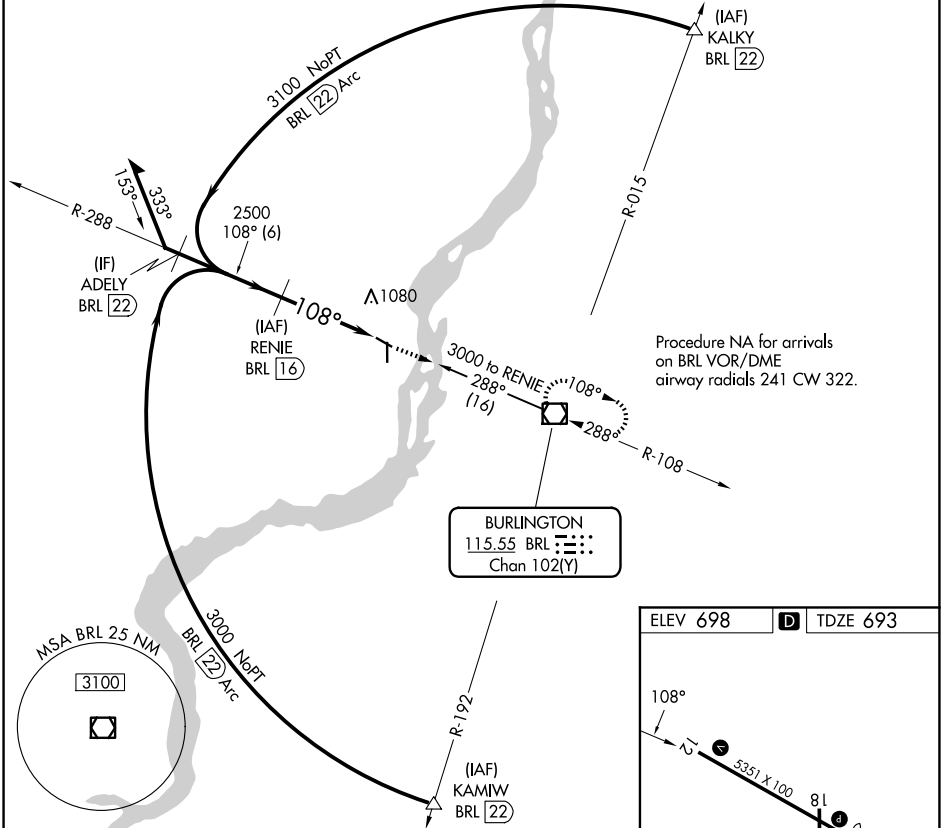 (IAF)
KALKY
BRL 22
3100 NoPT
BRL 22 Arc
R-015
153°
333°
R-288
2500
108° (6)
(IF)
ADELY
BRL 22
108°
1080
(IAF)
RENIE
BRL 16
3000 to RENIE
288°
(16)
108°
288°
R-108
Procedure NA for arrivals
on BRL VOR/DME
airway radials 241 CW 322.
BURLINGTON
115.55 BRL
Chan 102(Y)
3000 NoPT
BRL 22 Arc
R-192
(IAF)
KAMIW
BRL 22
MSA BRL 25 NM
3100
ELEV 698 D TDZE 693
108°
12
V
5351 X 100
18
P